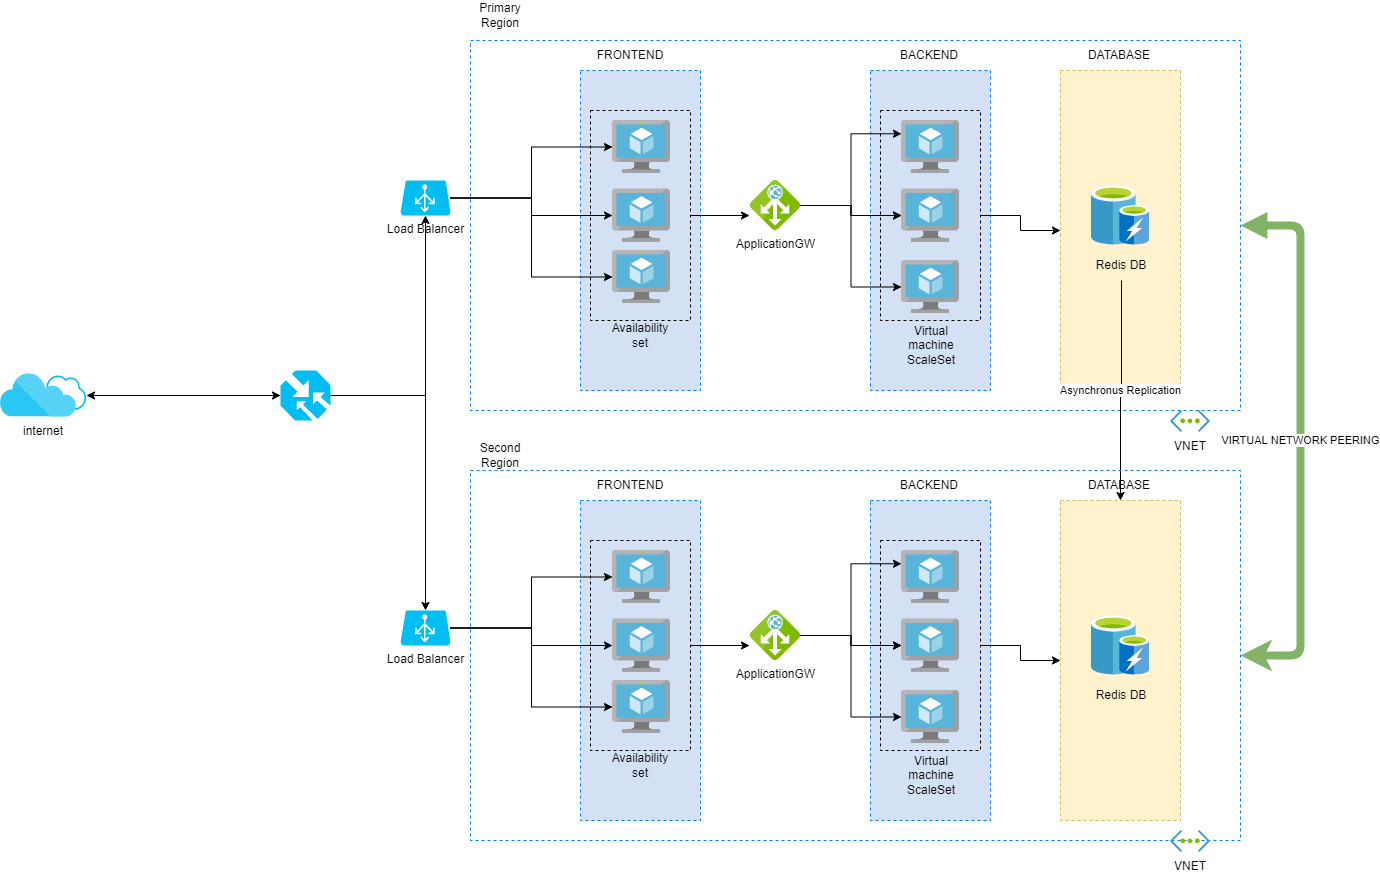 Primary
Region
FRONTEND
BACKEND
DATABASE
Load Balancer
ApplicationGW
Redis DB
Availability
set
Virtual
machine
ScaleSet
Asynchronus Replication
internet
VNET
VIRTUAL NETWORK PEERING
Second
Region
FRONTEND
BACKEND
DATABASE
Load Balancer
ApplicationGW
Redis DB
Availability
set
Virtual
machine
ScaleSet
VNET